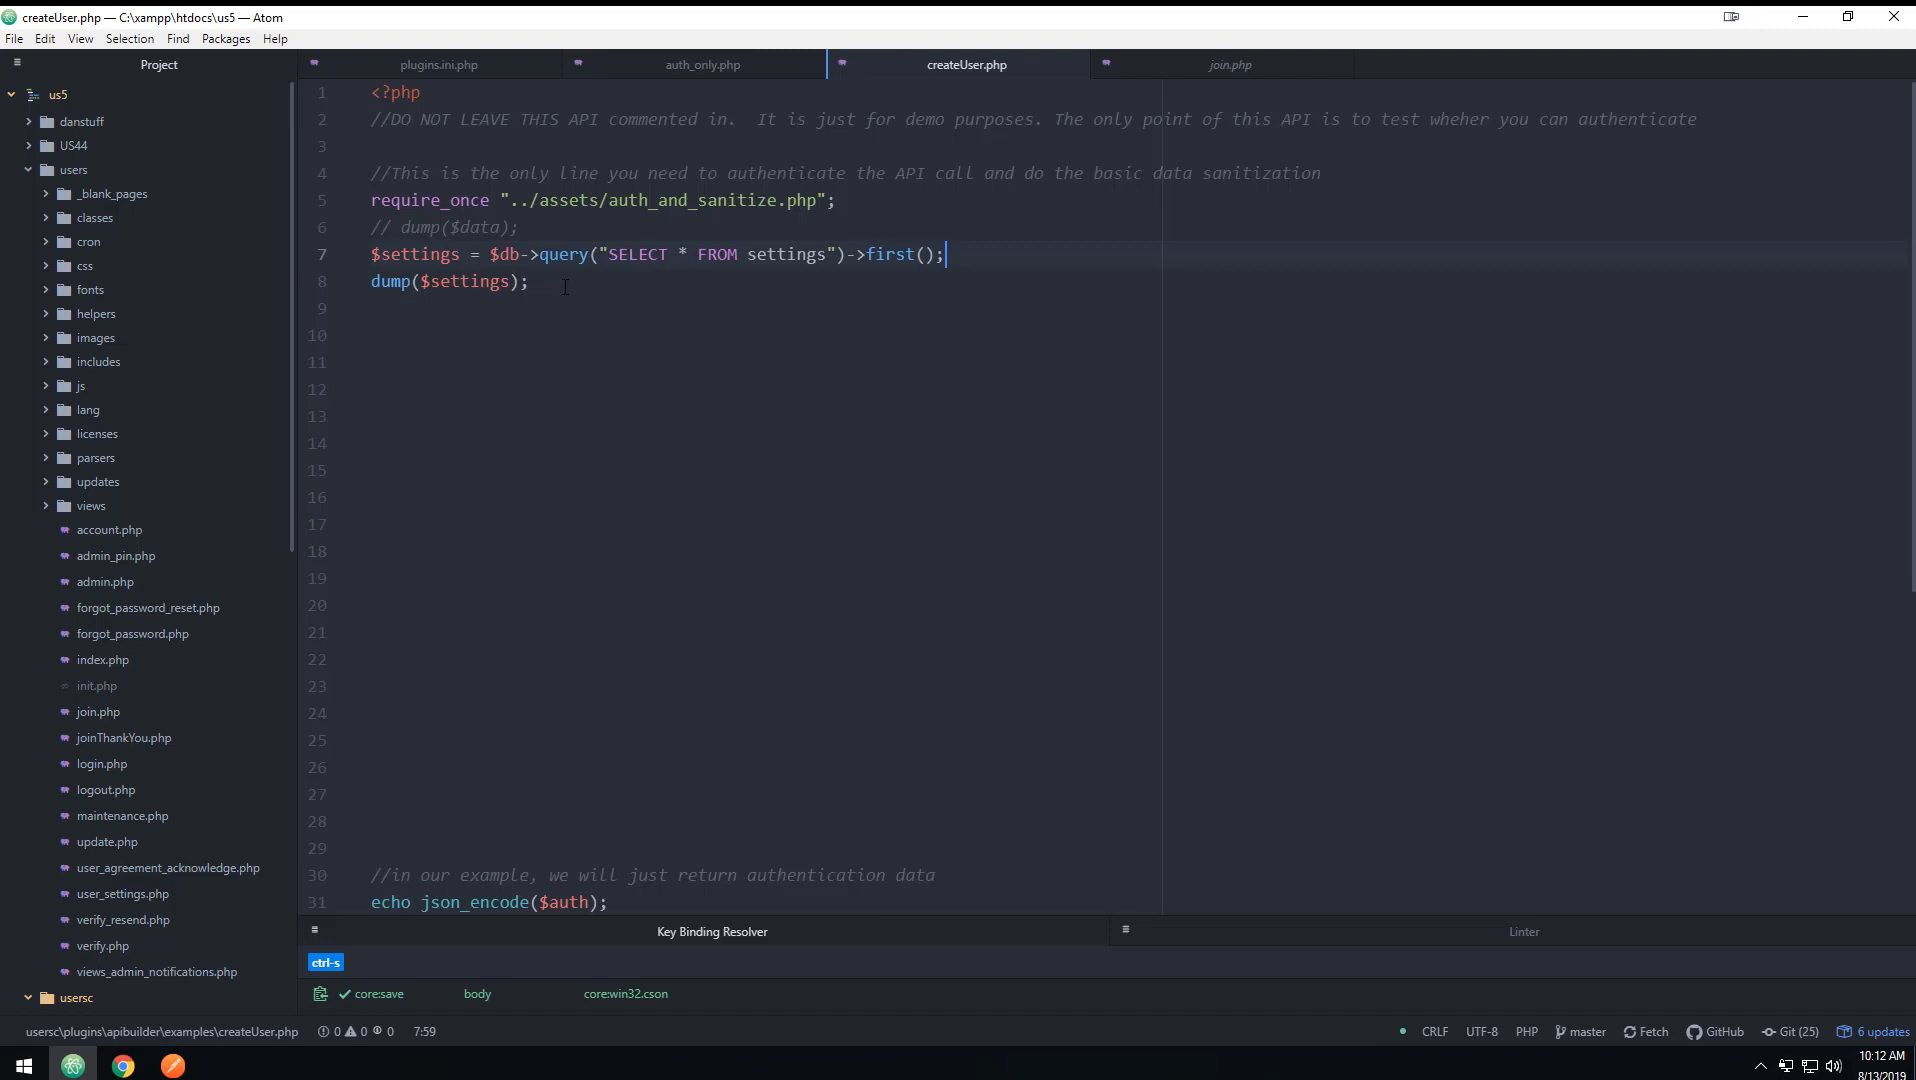 createUser.php — C:\xampp\htdocs\us5 — Atom
File Edit View Selection Find Packages Help
Project
plugins.ini.php
auth_only.php
createUser.php
join.php
us5
danstuff
US44
users
_blank_pages
classes
cron
css
fonts
helpers
images
includes
js
lang
licenses
parsers
updates
views
account.php
admin_pin.php
admin.php
forgot_password_reset.php
forgot_password.php
index.php
init.php
join.php
joinThankYou.php
login.php
logout.php
maintenance.php
update.php
user_agreement_acknowledge.php
user_settings.php
verify_resend.php
verify.php
views_admin_notifications.php
usersc
1 <?php
2 //DO NOT LEAVE THIS API commented in.  It is just for demo purposes. The only point of this API is to test wheher you can authenticate
3
4 //This is the only line you need to authenticate the API call and do the basic data sanitization
5 require_once "../assets/auth_and_sanitize.php";
6 // dump($data);
7 $settings = $db->query("SELECT * FROM settings")->first();
8 dump($settings);
9
10
11
12
13
14
15
16
17
18
19
20
21
22
23
24
25
26
27
28
29
30 //in our example, we will just return authentication data
31 echo json_encode($auth);
Key Binding Resolver
Linter
ctrl-s
core:save body core:win32.cson
usersc\plugins\apibuilder\examples\createUser.php 0 0 0 7:59
CRLF UTF-8 PHP master Fetch GitHub Git (25) 6 updates
10:12 AM
8/13/2019